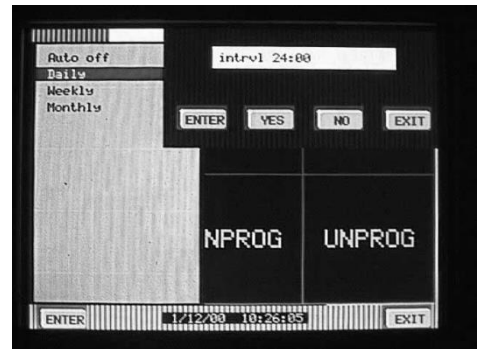 Auto off
Daily
Weekly
Monthly
intrvl 24:00
ENTER YES NO EXIT
NPROG UNPROG
ENTER 1/12/00 10:26:05 EXIT